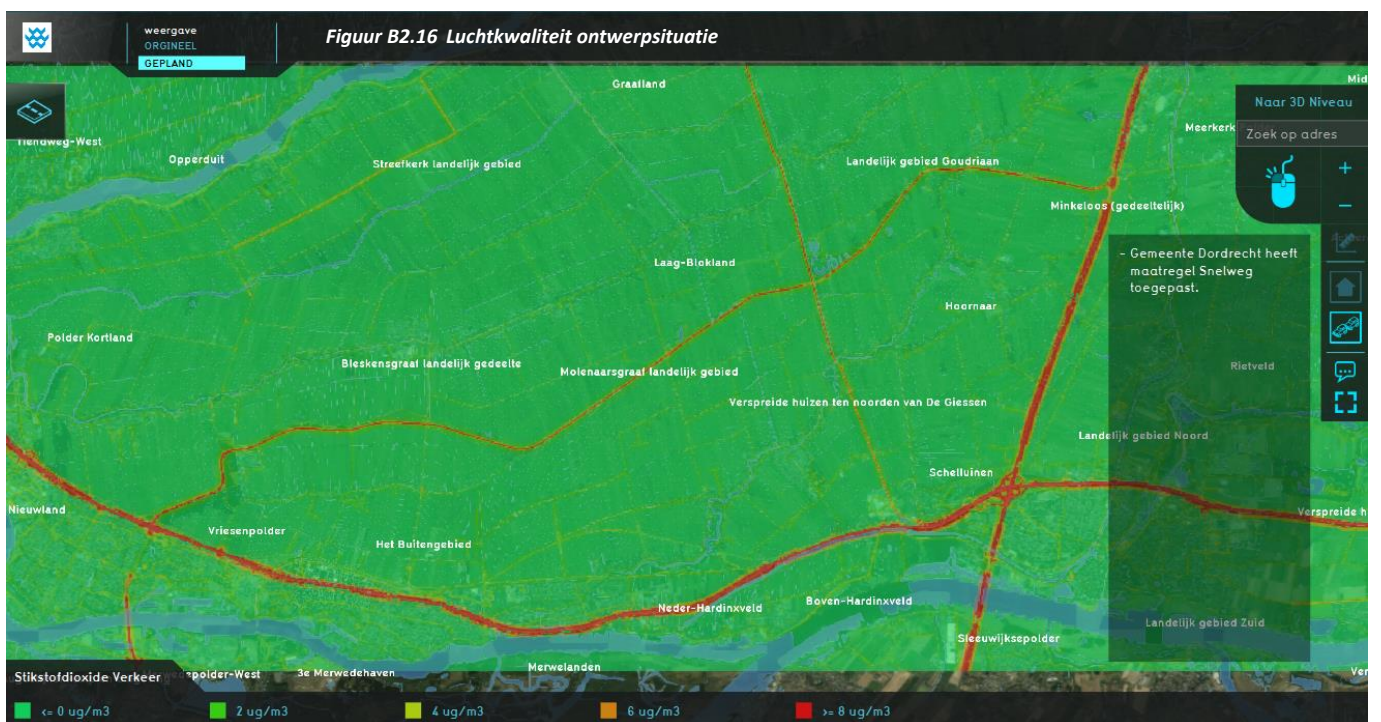 weergave
ORGINEEL
GEPLAND
Figuur B2.16 Luchtkwaliteit ontwerpsituatie
Graafland
Naar 3D Niveau
Zoek op adres
Meerkerk
Opperduit
Streefkerk landelijk gebied
Landelijk gebied Goudriaan
Minkeloos (gedeeltelijk)
- Gemeente Dordrecht heeft
maatregel Snelweg
toegepast.
Laag-Blokland
Hoornaar
Polder Kortland
Bleskensgraaf landelijk gedeelte
Molenaarsgraaf landelijk gebied
Rietveld
Verspreide huizen ten noorden van De Giessen
Landelijk gebied Noord
Schelluinen
Nieuwland
Verspreide h
Vriesenpolder
Het Buitengebied
Neder-Hardinxveld
Boven-Hardinxveld
Landelijk gebied Zuid
Sleeuwijksepolder
Merwelanden
3e Merwedehaven
Stikstofdioxide Verkeer
polder-West
Ver
<= 0 ug/m3
2 ug/m3
4 ug/m3
6 ug/m3
>= 8 ug/m3